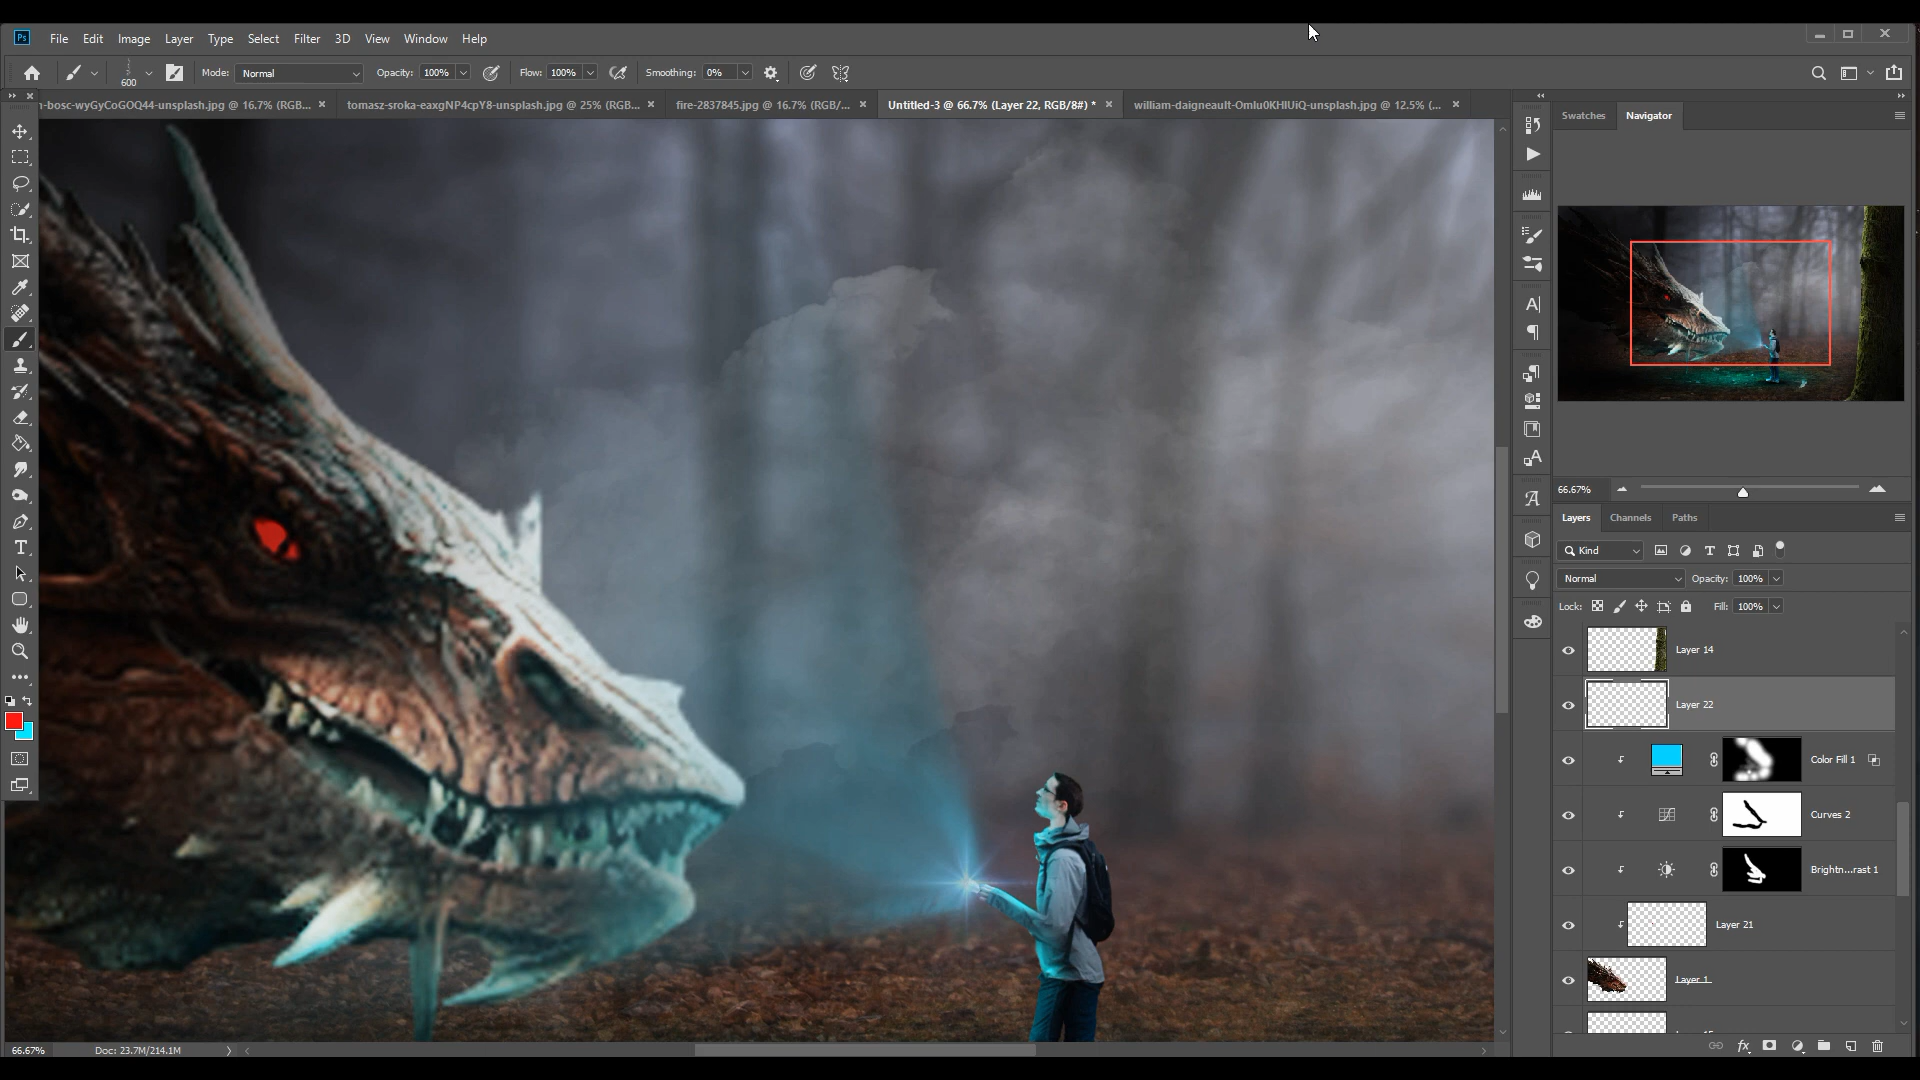 Ps File Edit Image Layer Type Select Filter 3D View Window Help
600 Mode: Normal Opacity: 100% Flow: 100% Smoothing: 0%
n-bosc-wyGyCoGOQ44-unsplash.jpg @ 16.7% (RGB... tomasz-sroka-eaxgNP4cpY8-unsplash.jpg @ 25% (RGB... fire-2837845.jpg @ 16.7% (RGB/... Untitled-3 @ 66.7% (Layer 22, RGB/8#) * william-daigneault-OmIu0KHIUiQ-unsplash.jpg @ 12.5% (...
Swatches Navigator
66.67%
Layers Channels Paths
Kind
Normal Opacity: 100%
Lock: Fill: 100%
Layer 14
Layer 22
Color Fill 1
Curves 2
Brightn...rast 1
Layer 21
Layer 1
66.67% Doc: 23.7M/214.1M